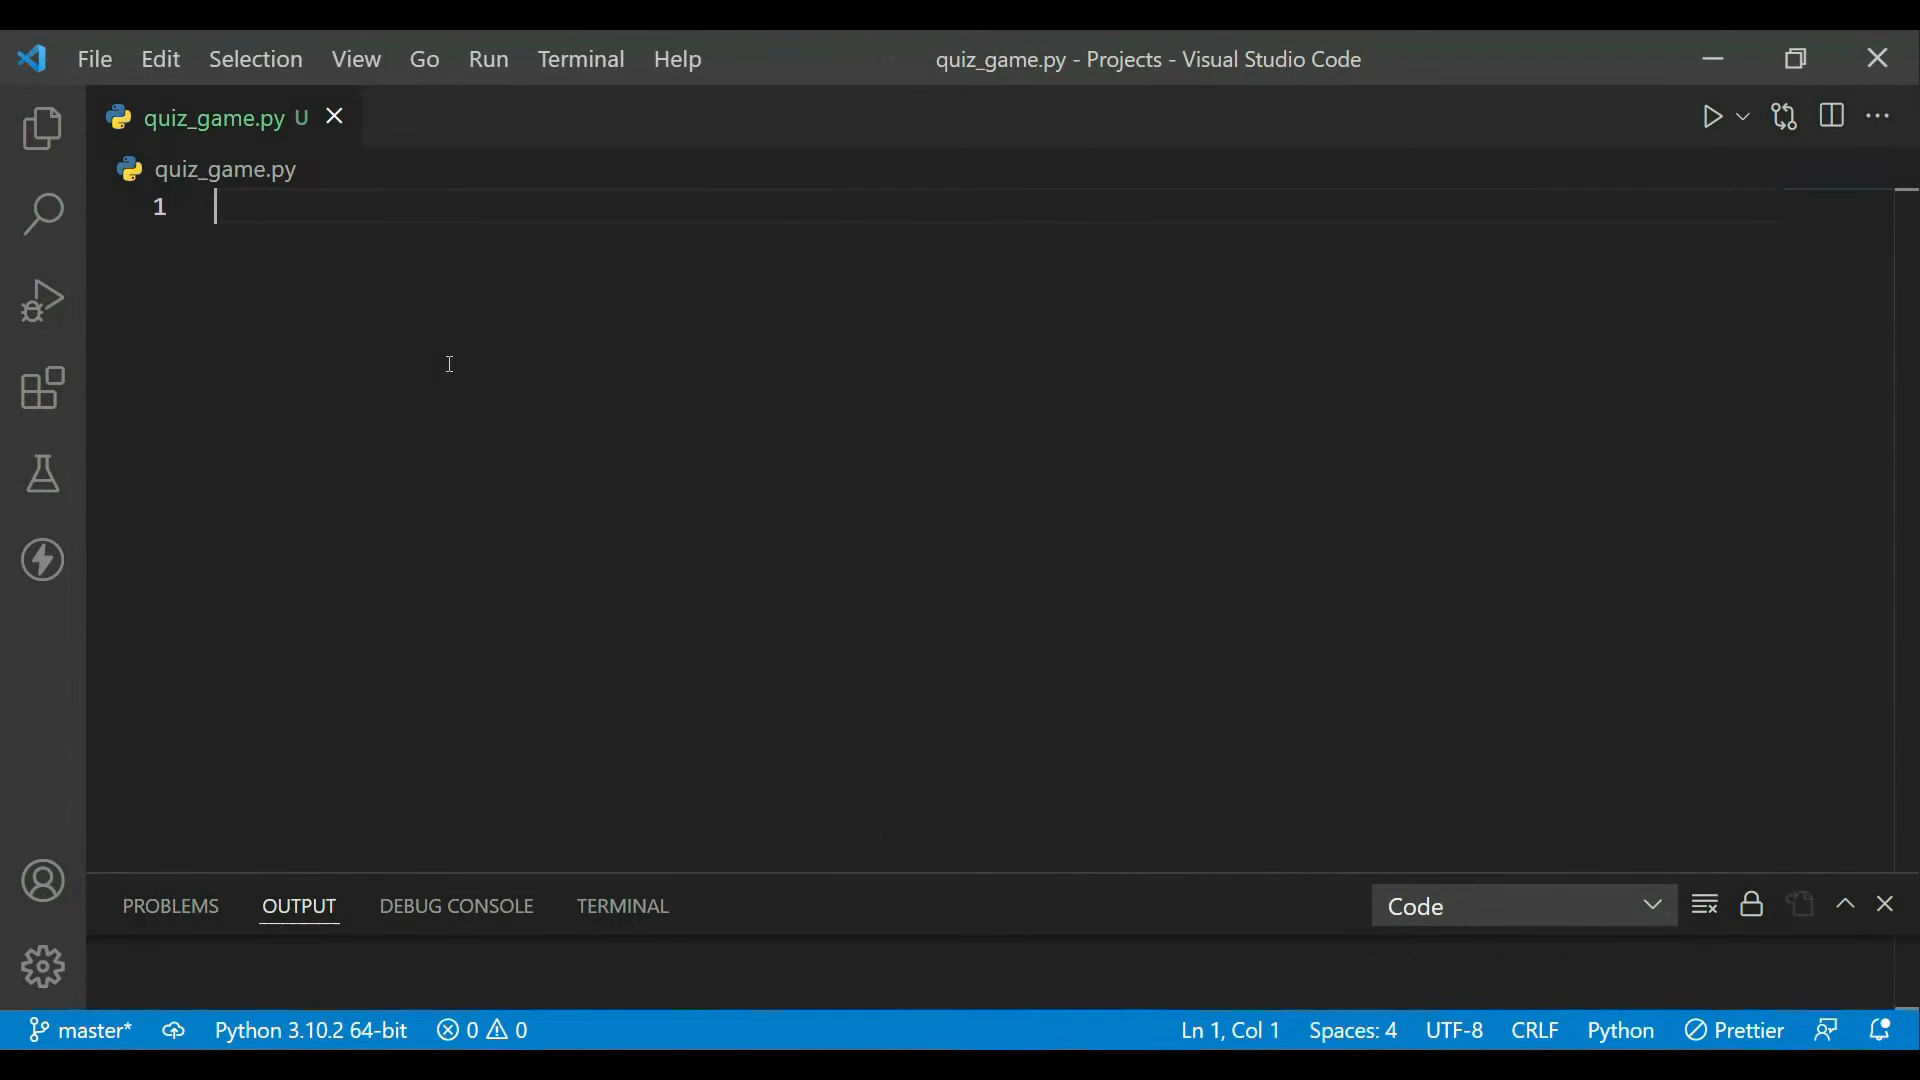 File Edit Selection View Go Run Terminal Help quiz_game.py - Projects - Visual Studio Code
quiz_game.py U
quiz_game.py
1
PROBLEMS OUTPUT DEBUG CONSOLE TERMINAL Code
master* Python 3.10.2 64-bit 0 0 Ln 1, Col 1 Spaces: 4 UTF-8 CRLF Python Prettier